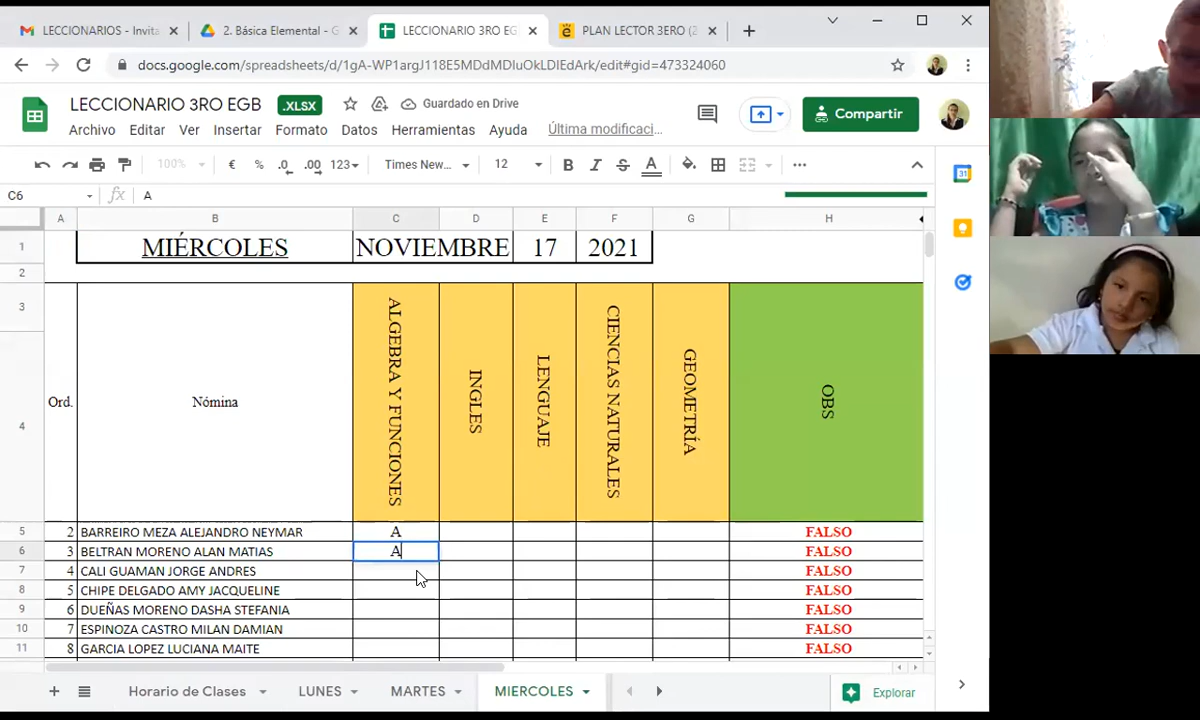 LECCIONARIOS - Invita
2. Básica Elemental - G
LECCIONARIO 3RO EG
PLAN LECTOR 3ERO (2
docs.google.com/spreadsheets/d/1gA-WP1argJ118E5MDdMDIuOkLDIEdArk/edit#gid=473324060
LECCIONARIO 3RO EGB .XLSX Guardado en Drive
Archivo Editar Ver Insertar Formato Datos Herramientas Ayuda Última modificaci...
Compartir
100% € % .0 .00 123 Times New... 12 B I S A
31
C6 fx A
A B C D E F G H
1 MIÉRCOLES NOVIEMBRE 17 2021
2
3
4 Ord. Nómina ALGEBRA Y FUNCIONES INGLES LENGUAJE CIENCIAS NATURALES GEOMETRÍA OBS
5 2 BARREIRO MEZA ALEJANDRO NEYMAR A FALSO
6 3 BELTRAN MORENO ALAN MATIAS A FALSO
7 4 CALI GUAMAN JORGE ANDRES FALSO
8 5 CHIPE DELGADO AMY JACQUELINE FALSO
9 6 DUEÑAS MORENO DASHA STEFANIA FALSO
10 7 ESPINOZA CASTRO MILAN DAMIAN FALSO
11 8 GARCIA LOPEZ LUCIANA MAITE FALSO
Horario de Clases LUNES MARTES MIERCOLES Explorar